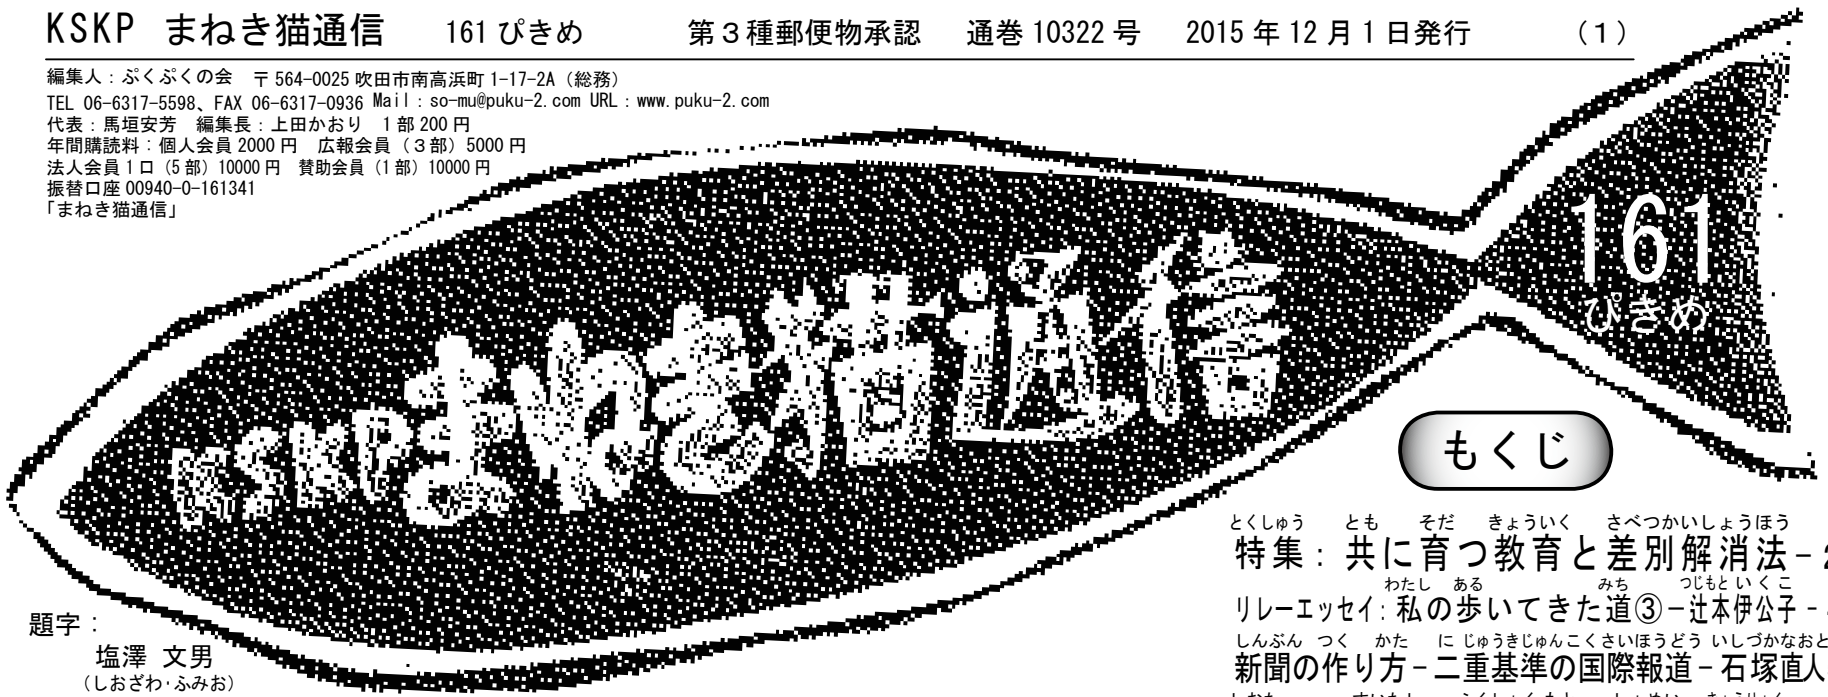 KSKP まねき猫通信 161 ぴきめ 第３種郵便物承認 通巻 10322 号 2015 年 12 月 1 日発行 （１）
編集人：ぷくぷくの会 〒 564-0025 吹田市南高浜町 1-17-2A（総務）
TEL 06-6317-5598、FAX 06-6317-0936 Mail：so-mu@puku-2.com URL：www.puku-2.com
代表：馬垣安芳 編集長：上田かおり 1 部 200 円
年間購読料：個人会員 2000 円 広報会員（３部）5000 円
法人会員 1 口（5 部）10000 円 賛助会員（1 部）10000 円
振替口座 00940-0-161341
「まねき猫通信」
KSKPまねき猫通信
161
ぴきめ
題字：
塩澤 文男
（しおざわ・ふみお）
もくじ
とくしゅう とも そだ きょういく さべつかいしょうほう
特集：共に育つ教育と差別解消法－
わたし ある みち つじもといくこ
リレーエッセイ：私の歩いてきた道③－辻本伊公子－
しんぶん つく かた にじゅうきじゅんこくさいほうどう いしづかなおと
新聞の作り方－二重基準の国際報道－石塚直人